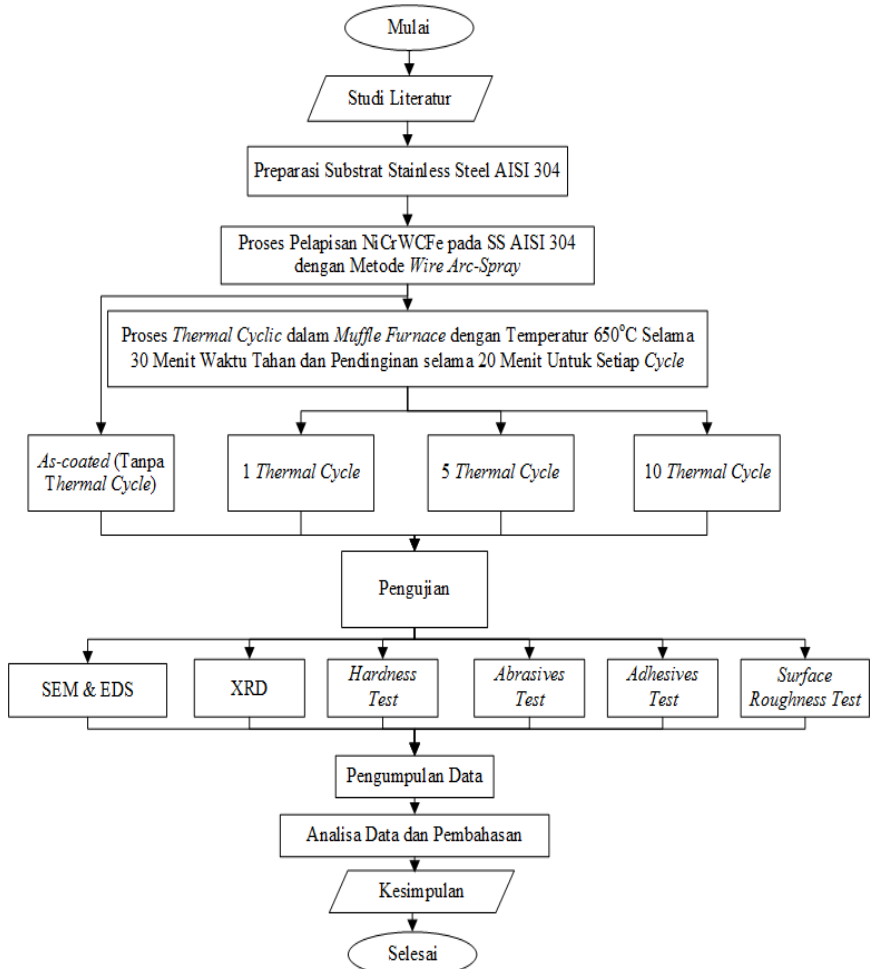 Mulai
Studi Literatur
Preparasi Substrat Stainless Steel AISI 304
Proses Pelapisan NiCrWCFe pada SS AISI 304
dengan Metode Wire Arc-Spray
Proses Thermal Cyclic dalam Muffle Furnace dengan Temperatur 650°C Selama
30 Menit Waktu Tahan dan Pendinginan selama 20 Menit Untuk Setiap Cycle
As-coated (Tanpa
Thermal Cycle)
1 Thermal Cycle
5 Thermal Cycle
10 Thermal Cycle
Pengujian
SEM & EDS
XRD
Hardness
Test
Abrasives
Test
Adhesives
Test
Surface
Roughness Test
Pengumpulan Data
Analisa Data dan Pembahasan
Kesimpulan
Selesai